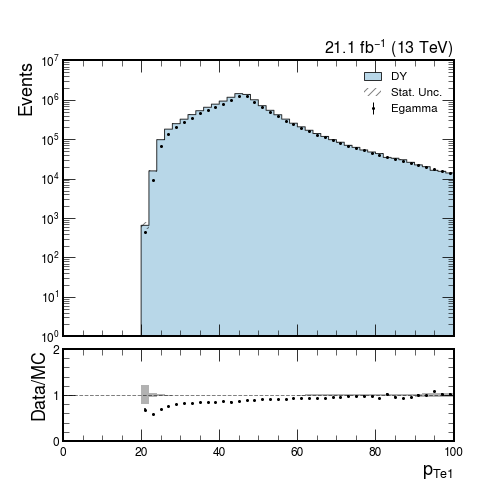 21.1 fb⁻¹ (13 TeV)
Events
10⁷
10⁶
10⁵
10⁴
10³
10²
10¹
10⁰
DY
Stat. Unc.
Egamma
Data/MC
2
1
0
0 20 40 60 80 100
pTe1